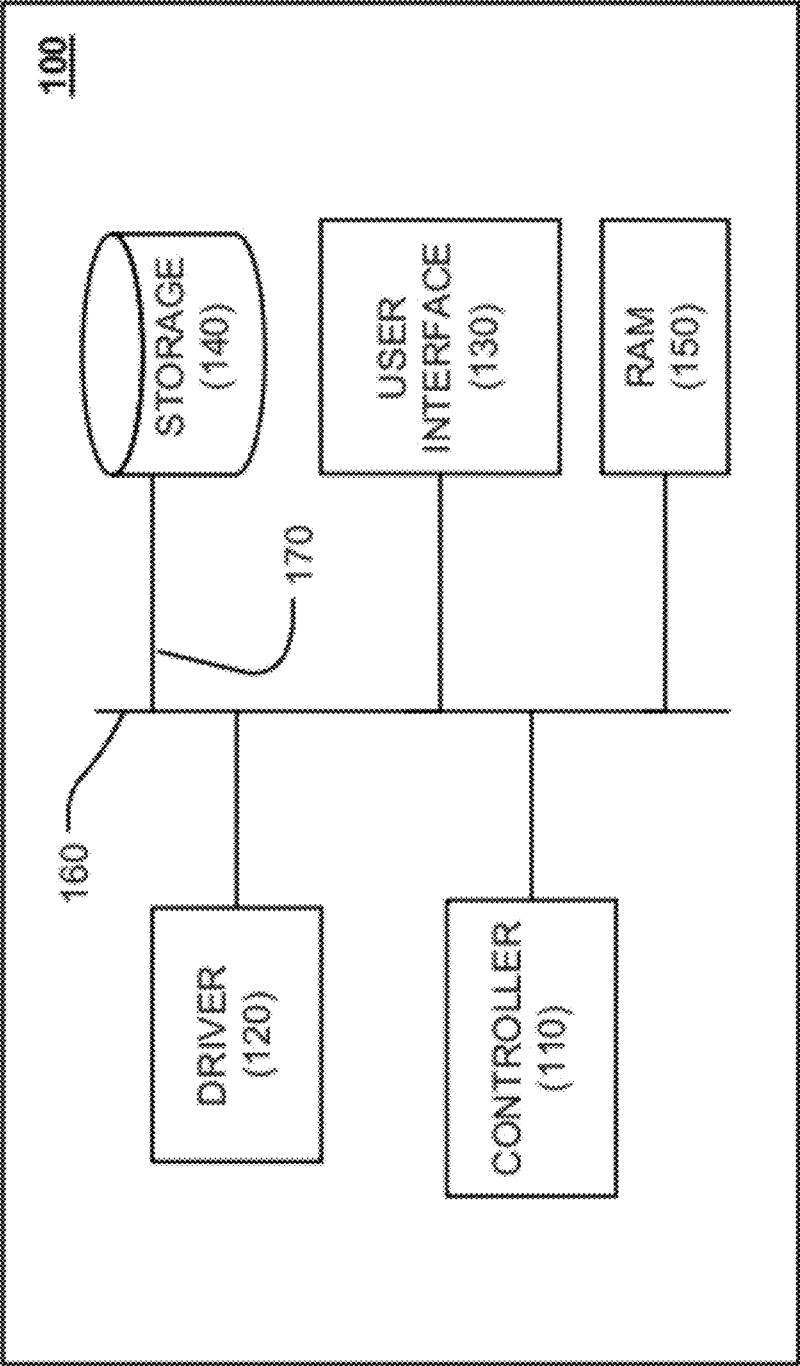 100
160
STORAGE
(140)
DRIVER
(120)
170
USER
INTERFACE
(130)
CONTROLLER
(110)
RAM
(150)